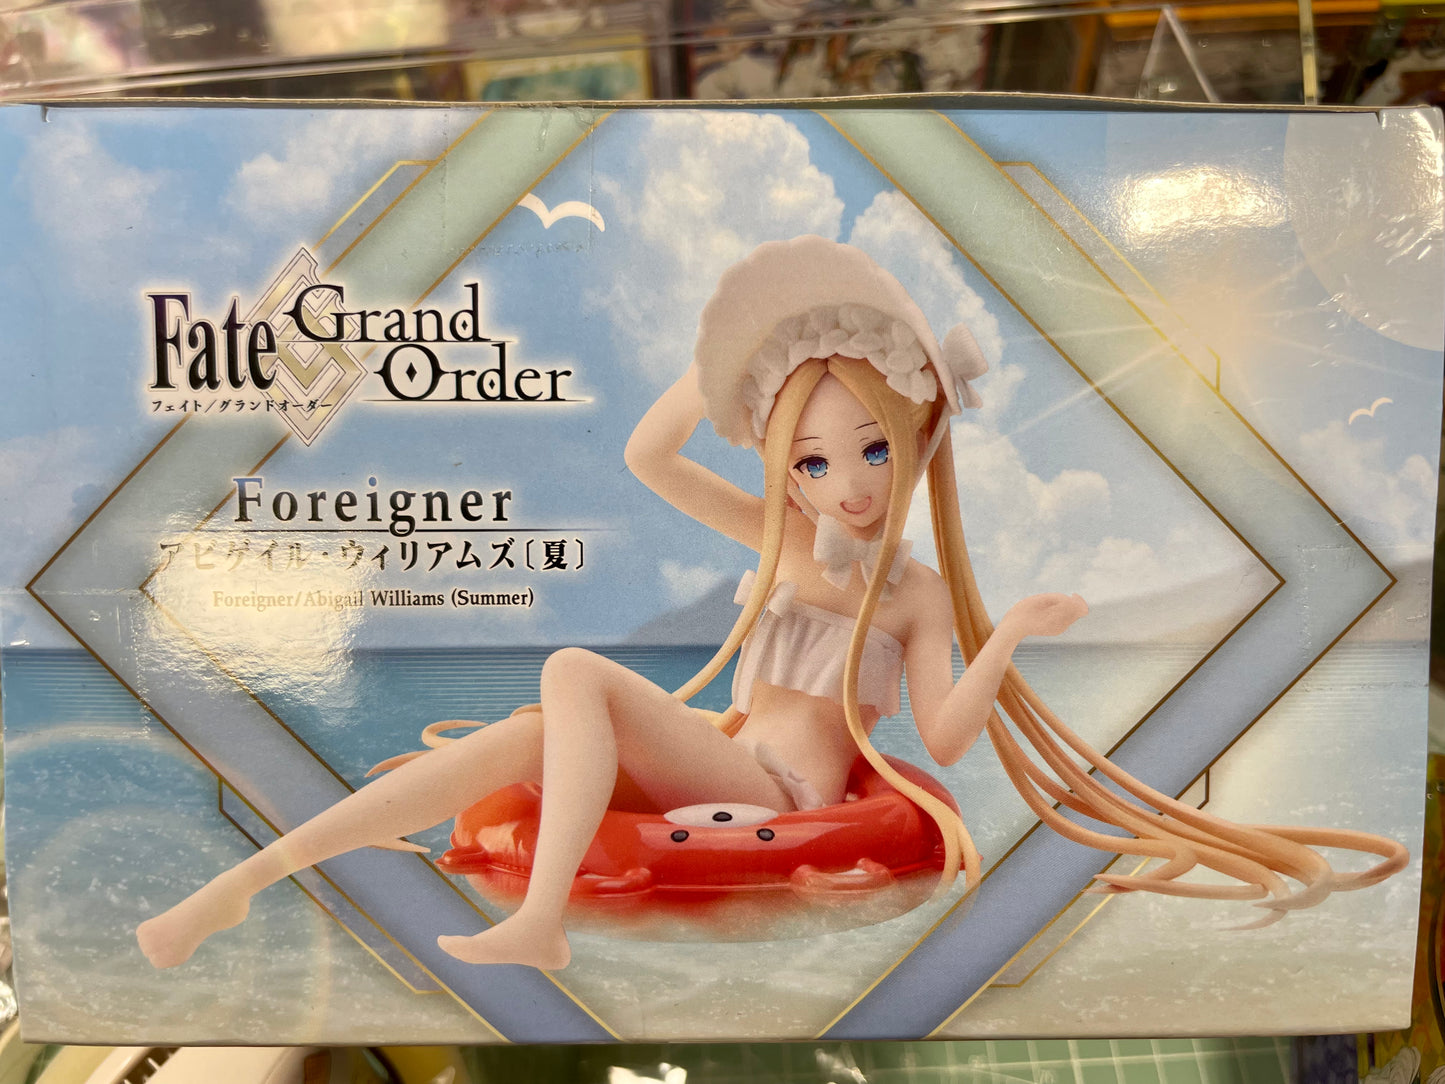 Fate
Grand
Order
フェイト／グランドオーダー
Foreigner
アビゲイル・ウィリアムズ〔夏〕
Foreigner/Abigail Williams (Summer)